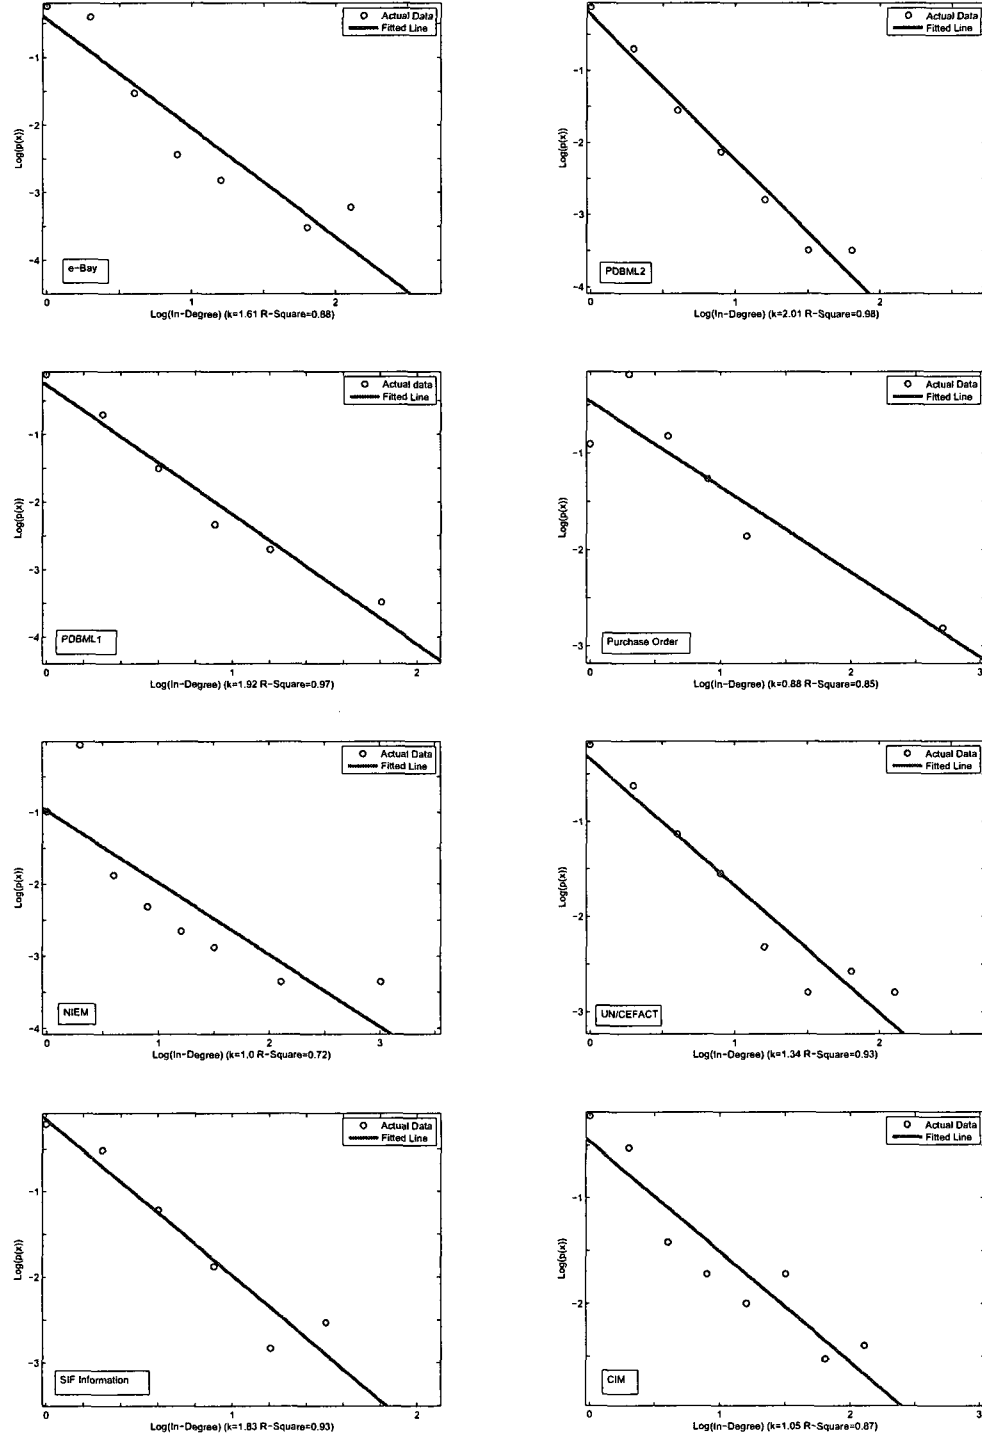 Actual Data
Fitted Line
−1
−2
−3
−4
Log(p(x))
e−Bay
0
1
2
Log(In−Degree) (k=1.61 R−Square=0.88)
Actual Data
Fitted Line
−1
−2
−3
−4
Log(p(x))
PDBML2
0
1
2
Log(In−Degree) (k=2.01 R−Square=0.98)
Actual data
Fitted Line
−1
−2
−3
−4
Log(p(x))
PDBML1
0
1
2
Log(In−Degree) (k=1.92 R−Square=0.97)
Actual Data
Fitted Line
−1
−2
−3
Log(p(x))
Purchase Order
0
1
2
3
Log(In−Degree) (k=0.88 R−Square=0.85)
Actual Data
Fitted Line
−1
−2
−3
−4
Log(p(x))
NIEM
0
1
2
3
Log(In−Degree) (k=1.0 R−Square=0.72)
Actual Data
Fitted Line
−1
−2
−3
Log(p(x))
UN/CEFACT
0
1
2
Log(In−Degree) (k=1.34 R−Square=0.93)
Actual Data
Fitted Line
−1
−2
−3
Log(p(x))
SIF Information
0
1
2
Log(In−Degree) (k=1.83 R−Square=0.93)
Actual Data
Fitted Line
−1
−2
Log(p(x))
CIM
0
1
2
3
Log(In−Degree) (k=1.05 R−Square=0.87)